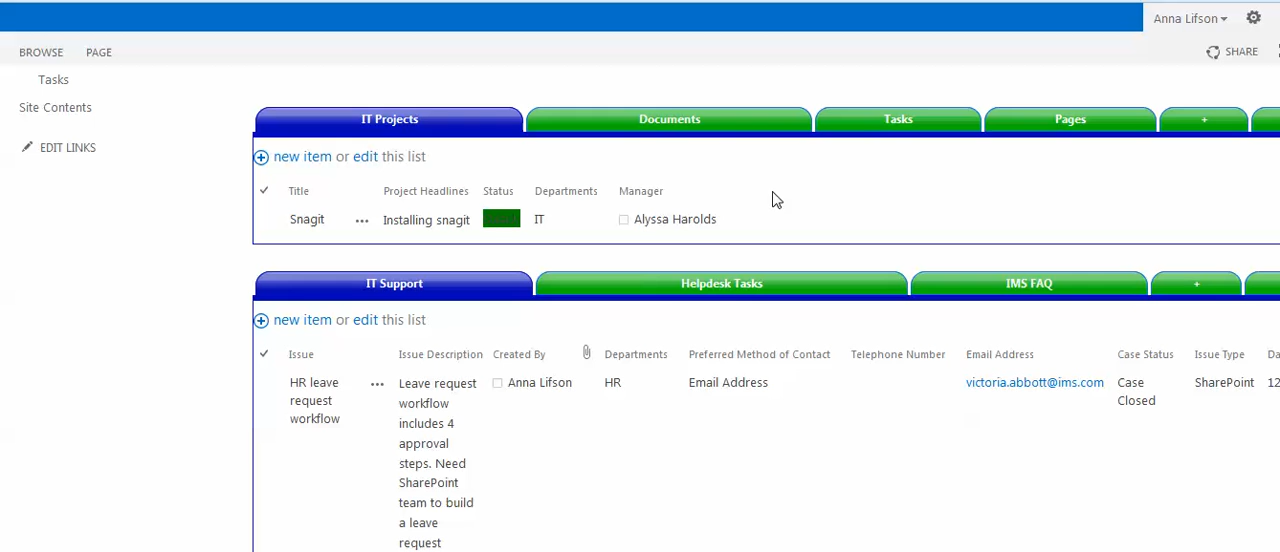 Anna Lifson
BROWSE PAGE SHARE
Tasks
Site Contents
EDIT LINKS
IT Projects Documents Tasks Pages +
new item or edit this list
Title Project Headlines Status Departments Manager
Snagit ... Installing snagit IT Alyssa Harolds
IT Support Helpdesk Tasks IMS FAQ +
new item or edit this list
Issue Issue Description Created By Departments Preferred Method of Contact Telephone Number Email Address Case Status Issue Type Da
HR leave ... Leave request Anna Lifson HR Email Address victoria.abbott@ims.com Case SharePoint 12
request workflow Closed
workflow includes 4
approval
steps. Need
SharePoint
team to build
a leave
request